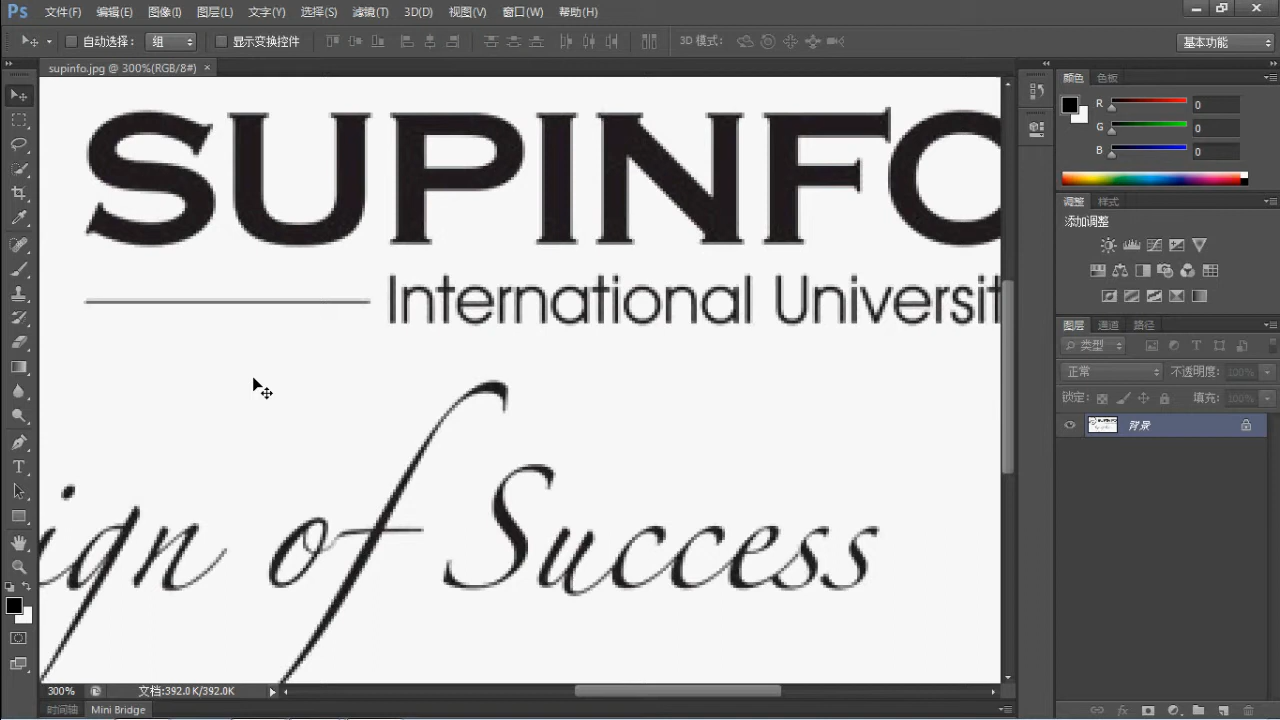 Ps 文件(F) 编辑(E) 图像(I) 图层(L) 文字(Y) 选择(S) 滤镜(T) 3D(D) 视图(V) 窗口(W) 帮助(H)
自动选择: 组 显示变换控件 3D 模式: 基本功能
supinfo.jpg @ 300%(RGB/8#) ×
颜色 色板
R 0
G 0
B 0
调整 样式
添加调整
图层 通道 路径
类型
正常 不透明度: 100%
锁定: 填充: 100%
背景
SUPINFO
International Universit
ign of Success
300% 文档:392.0K/392.0K
时间轴 Mini Bridge